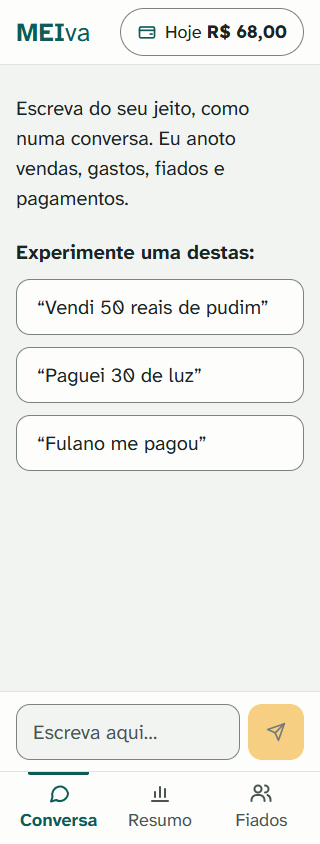 MEIva
Hoje R$ 68,00
Escreva do seu jeito, como
numa conversa. Eu anoto
vendas, gastos, fiados e
pagamentos.
Experimente uma destas:
“Vendi 50 reais de pudim”
“Paguei 30 de luz”
“Fulano me pagou”
Escreva aqui...
Conversa Resumo Fiados